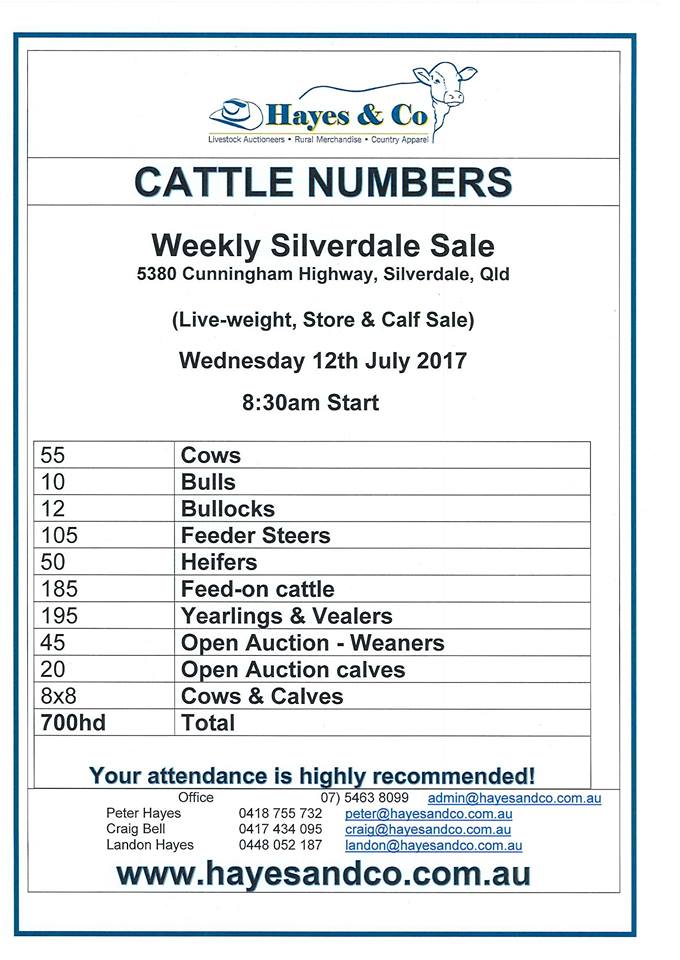 Hayes & Co
Livestock Auctioneers • Rural Merchandise • Country Apparel
CATTLE NUMBERS
Weekly Silverdale Sale
5380 Cunningham Highway, Silverdale, Qld
(Live-weight, Store & Calf Sale)
Wednesday 12th July 2017
8:30am Start
55 Cows
10 Bulls
12 Bullocks
105 Feeder Steers
50 Heifers
185 Feed-on cattle
195 Yearlings & Vealers
45 Open Auction - Weaners
20 Open Auction calves
8x8 Cows & Calves
700hd Total
Your attendance is highly recommended!
Office 07) 5463 8099 admin@hayesandco.com.au
Peter Hayes 0418 755 732 peter@hayesandco.com.au
Craig Bell 0417 434 095 craig@hayesandco.com.au
Landon Hayes 0448 052 187 landon@hayesandco.com.au
www.hayesandco.com.au